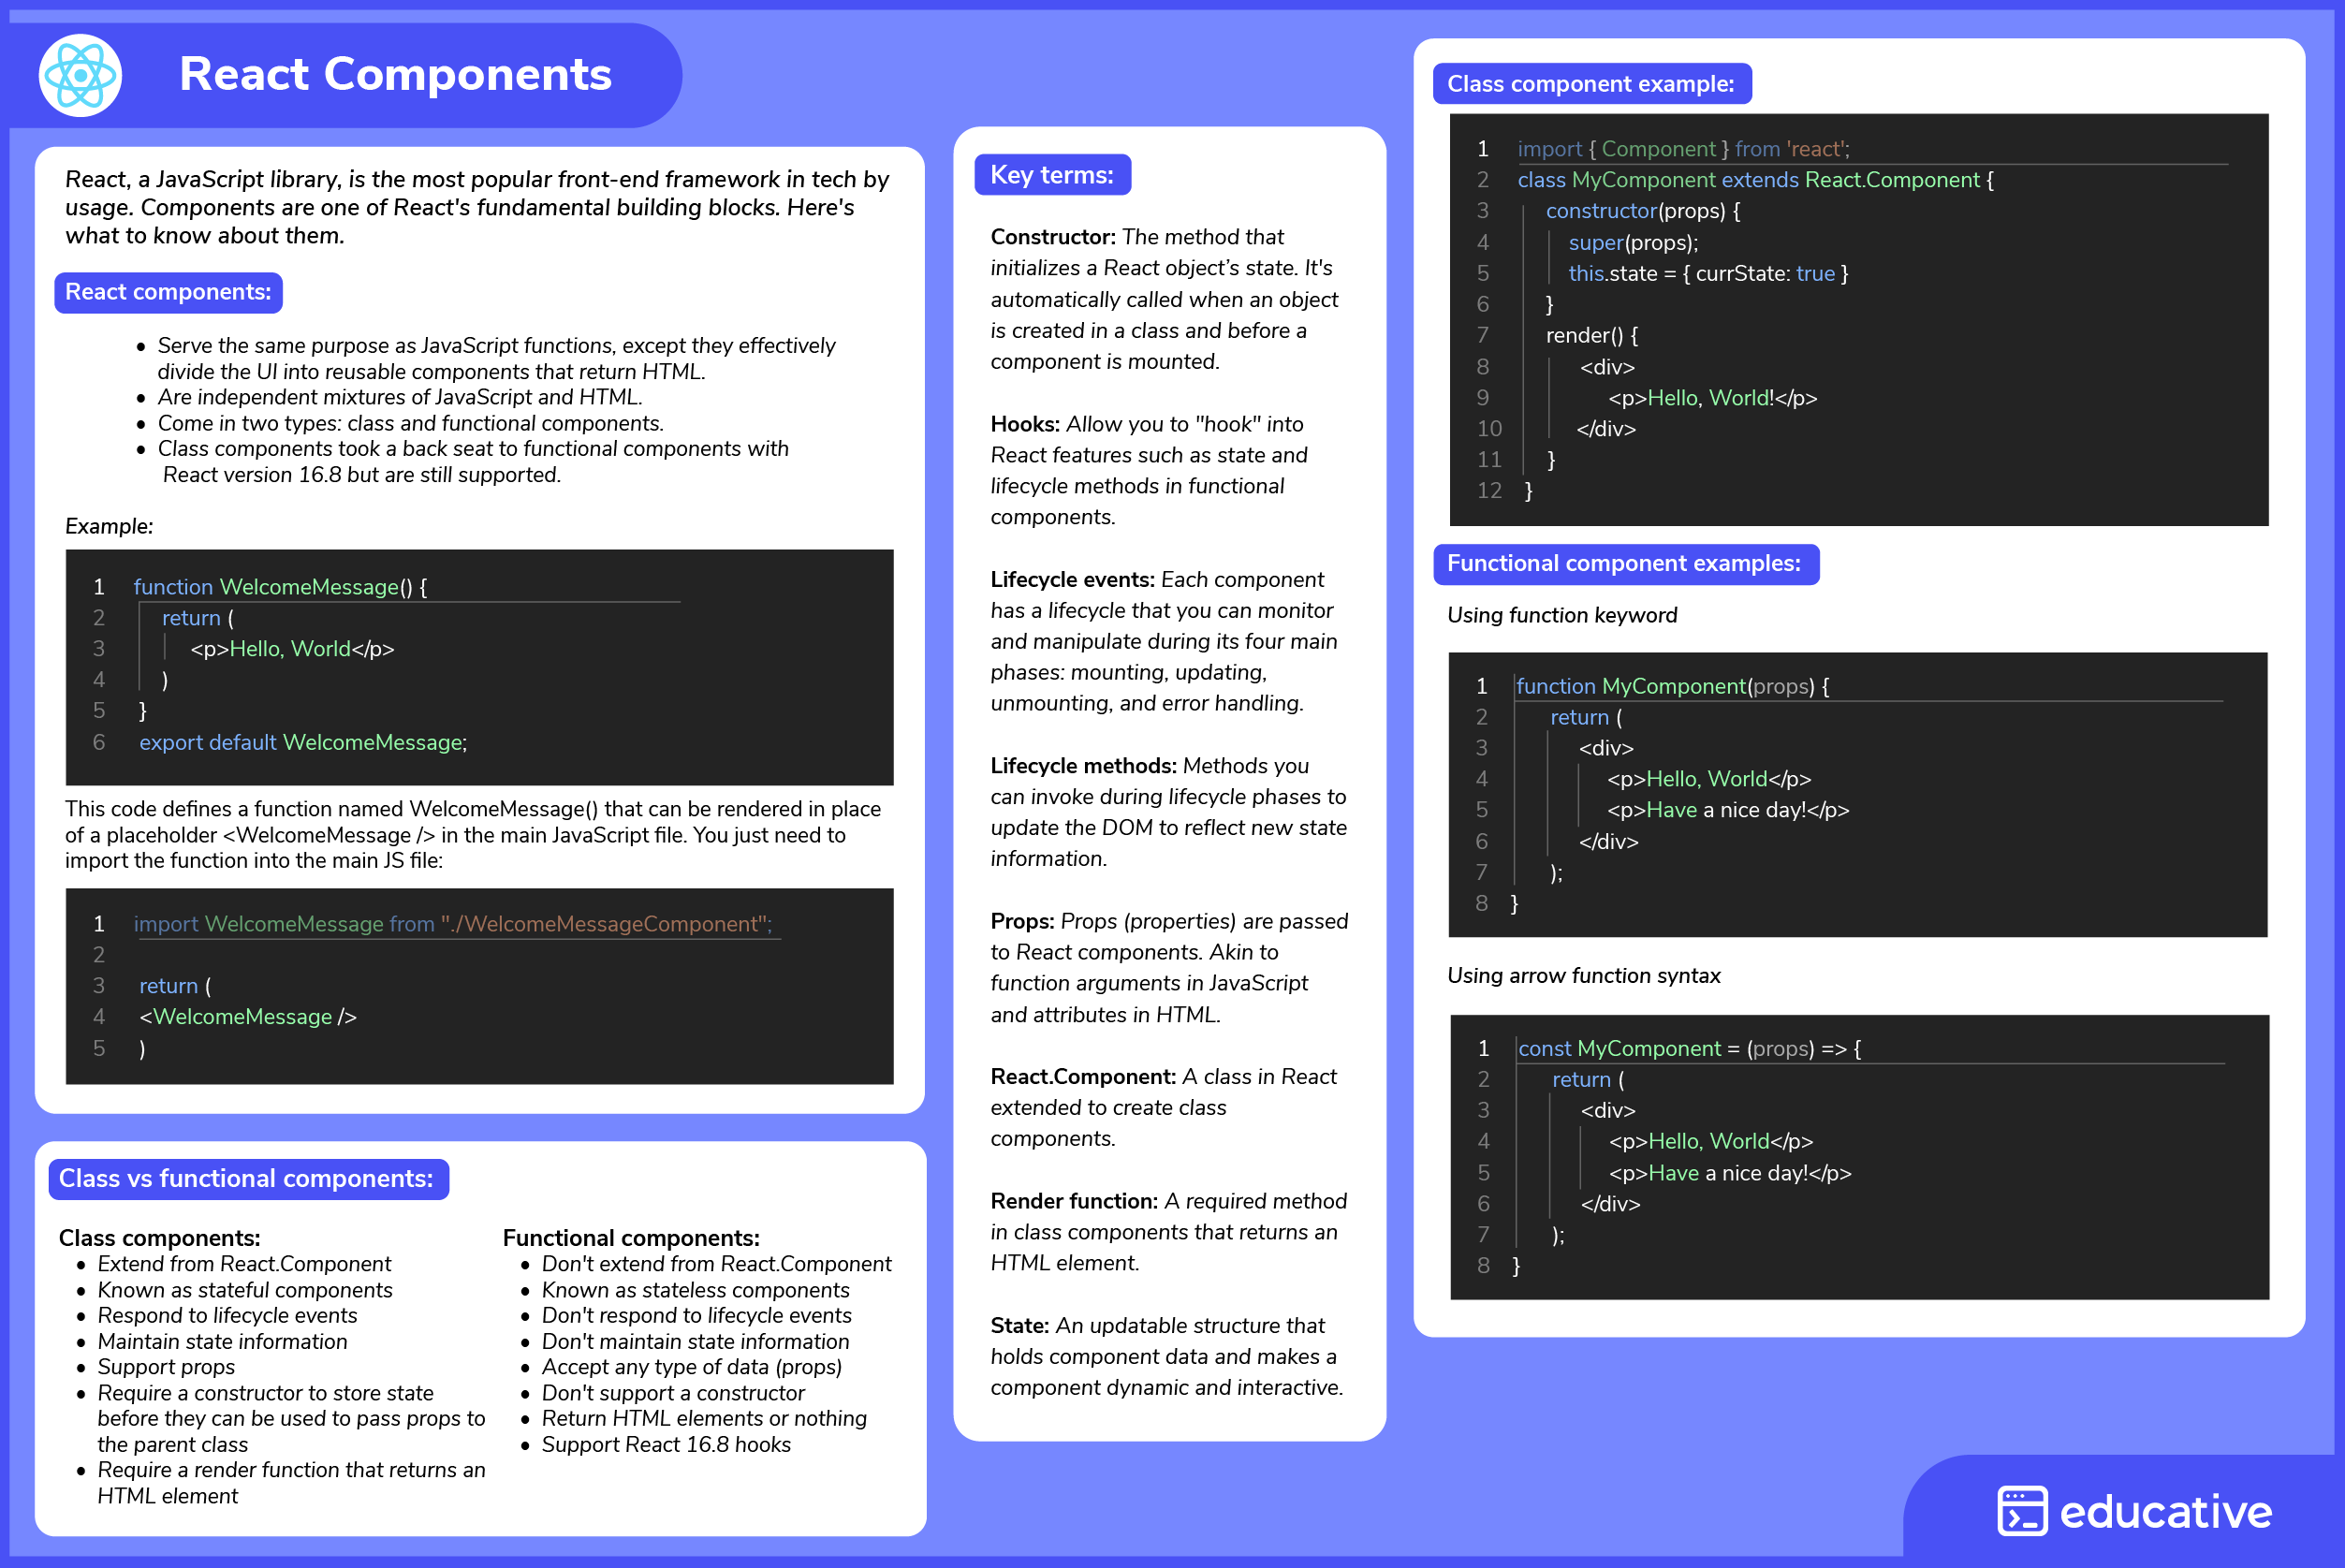 React Components
React, a JavaScript library, is the most popular front-end framework in tech by
usage. Components are one of React's fundamental building blocks. Here's
what to know about them.
React components:
• Serve the same purpose as JavaScript functions, except they effectively
divide the UI into reusable components that return HTML.
• Are independent mixtures of JavaScript and HTML.
• Come in two types: class and functional components.
• Class components took a back seat to functional components with
React version 16.8 but are still supported.
Example:
1 function WelcomeMessage() {
2 return (
3 <p>Hello, World</p>
4 )
5 }
6 export default WelcomeMessage;
This code defines a function named WelcomeMessage() that can be rendered in place
of a placeholder <WelcomeMessage /> in the main JavaScript file. You just need to
import the function into the main JS file:
1 import WelcomeMessage from "./WelcomeMessageComponent";
2
3 return (
4 <WelcomeMessage />
5 )
Class vs functional components:
Class components:
• Extend from React.Component
• Known as stateful components
• Respond to lifecycle events
• Maintain state information
• Support props
• Require a constructor to store state
before they can be used to pass props to
the parent class
• Require a render function that returns an
HTML element
Functional components:
• Don't extend from React.Component
• Known as stateless components
• Don't respond to lifecycle events
• Don't maintain state information
• Accept any type of data (props)
• Don't support a constructor
• Return HTML elements or nothing
• Support React 16.8 hooks
Key terms:
Constructor: The method that
initializes a React object’s state. It's
automatically called when an object
is created in a class and before a
component is mounted.
Hooks: Allow you to "hook" into
React features such as state and
lifecycle methods in functional
components.
Lifecycle events: Each component
has a lifecycle that you can monitor
and manipulate during its four main
phases: mounting, updating,
unmounting, and error handling.
Lifecycle methods: Methods you
can invoke during lifecycle phases to
update the DOM to reflect new state
information.
Props: Props (properties) are passed
to React components. Akin to
function arguments in JavaScript
and attributes in HTML.
React.Component: A class in React
extended to create class
components.
Render function: A required method
in class components that returns an
HTML element.
State: An updatable structure that
holds component data and makes a
component dynamic and interactive.
Class component example:
1 import { Component } from 'react';
2 class MyComponent extends React.Component {
3 constructor(props) {
4 super(props);
5 this.state = { currState: true }
6 }
7 render() {
8 <div>
9 <p>Hello, World!</p>
10 </div>
11 }
12 }
Functional component examples:
Using function keyword
1 function MyComponent(props) {
2 return (
3 <div>
4 <p>Hello, World</p>
5 <p>Have a nice day!</p>
6 </div>
7 );
8 }
Using arrow function syntax
1 const MyComponent = (props) => {
2 return (
3 <div>
4 <p>Hello, World</p>
5 <p>Have a nice day!</p>
6 </div>
7 );
8 }
educative